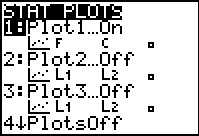 STAT PLOTS
1:Plot1…On
F C
2:Plot2…Off
L1 L2
3:Plot3…Off
L1 L2
4↓PlotsOff